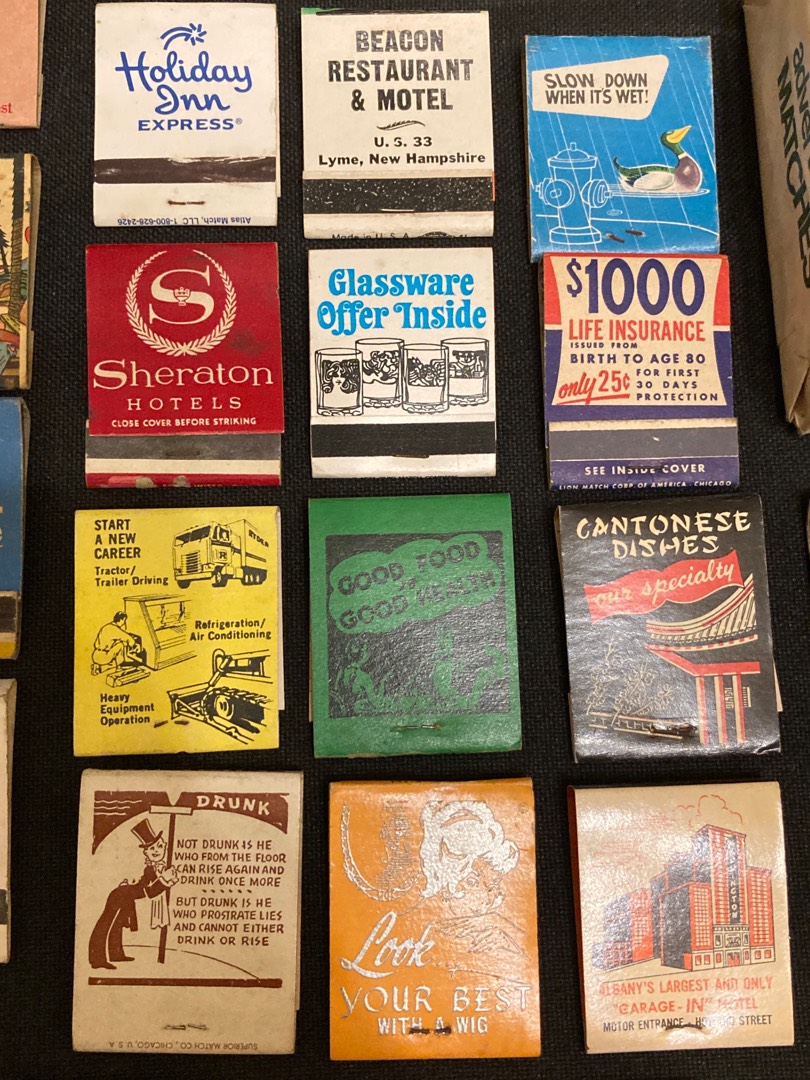 st
Holiday
Inn
EXPRESS®
Atlas Match, LLC 1-800-628-2426
BEACON
RESTAURANT
& MOTEL
U. S. 33
Lyme, New Hampshire
Made in U. S. A.
SLOW DOWN
WHEN IT'S WET!
MATCHES
S
Sheraton
HOTELS
CLOSE COVER BEFORE STRIKING
Glassware
Offer Inside
$1000
LIFE INSURANCE
ISSUED FROM
BIRTH TO AGE 80
only 25¢
FOR FIRST
30 DAYS
PROTECTION
SEE INSIDE COVER
LION MATCH CORP. OF AMERICA, CHICAGO
START
A NEW
CAREER
Tractor/
Trailer Driving
RYDER
Refrigeration/
Air Conditioning
Heavy
Equipment
Operation
GOOD FOOD
GOOD HEALTH
CANTONESE
DISHES
our specialty
DRUNK
NOT DRUNK IS HE
WHO FROM THE FLOOR
CAN RISE AGAIN AND
DRINK ONCE MORE
BUT DRUNK IS HE
WHO PROSTRATE LIES
AND CANNOT EITHER
DRINK OR RISE
SUPERIOR MATCH CO., CHICAGO, U S A
Look
YOUR BEST
WITH A WIG
ALBANY'S LARGEST AND ONLY
"GARAGE-IN" HOTEL
MOTOR ENTRANCE - STREET